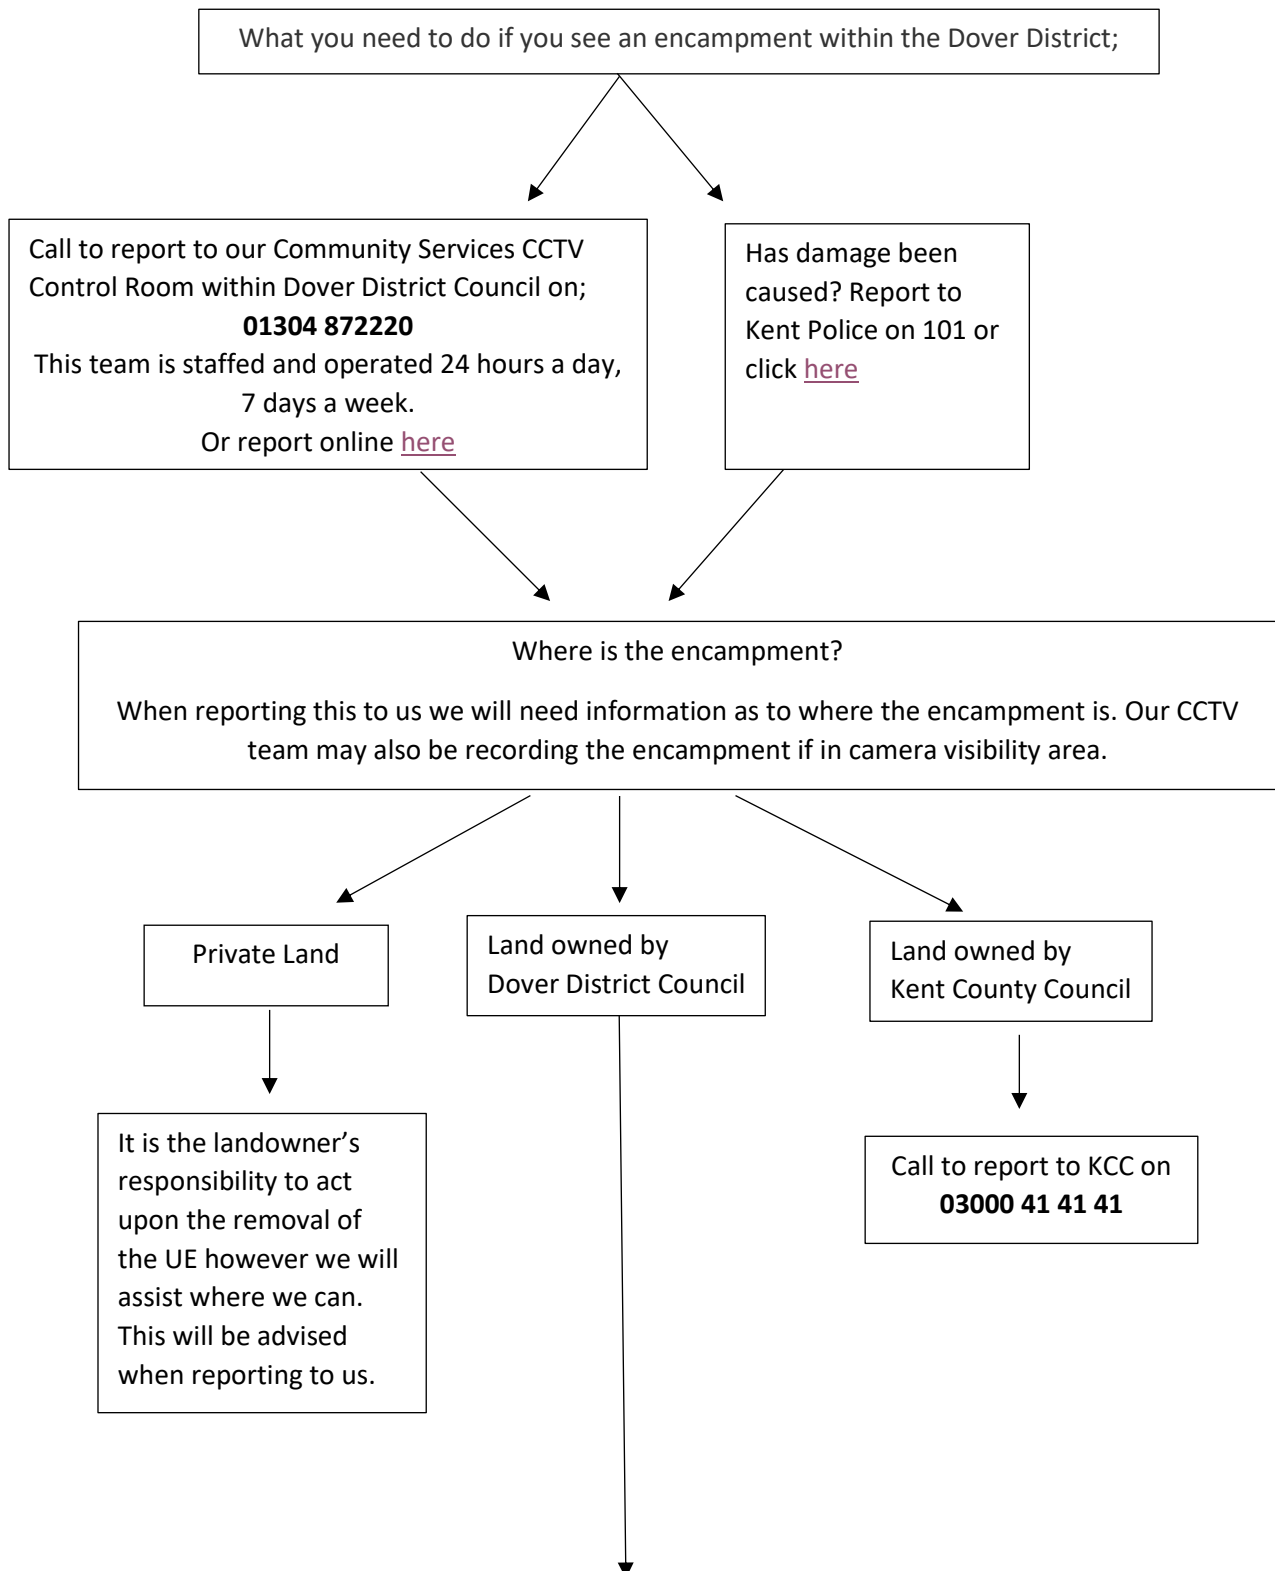 What you need to do if you see an encampment within the Dover District;
Call to report to our Community Services CCTV
Control Room within Dover District Council on;
01304 872220
This team is staffed and operated 24 hours a day,
7 days a week.
Or report online here
Has damage been
caused? Report to
Kent Police on 101 or
click here
Where is the encampment?
When reporting this to us we will need information as to where the encampment is. Our CCTV
team may also be recording the encampment if in camera visibility area.
Private Land
Land owned by
Dover District Council
Land owned by
Kent County Council
It is the landowner’s
responsibility to act
upon the removal of
the UE however we will
assist where we can.
This will be advised
when reporting to us.
Call to report to KCC on
03000 41 41 41